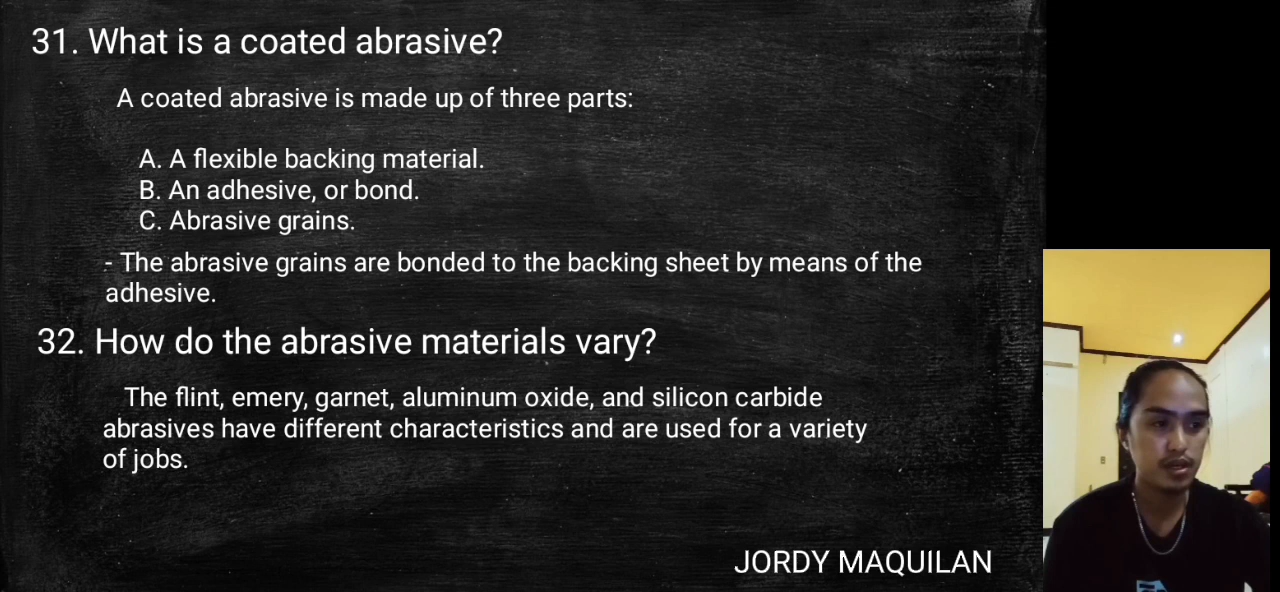 31. What is a coated abrasive?
A coated abrasive is made up of three parts:
A. A flexible backing material.
B. An adhesive, or bond.
C. Abrasive grains.
- The abrasive grains are bonded to the backing sheet by means of the
adhesive.
32. How do the abrasive materials vary?
The flint, emery, garnet, aluminum oxide, and silicon carbide
abrasives have different characteristics and are used for a variety
of jobs.
JORDY MAQUILAN